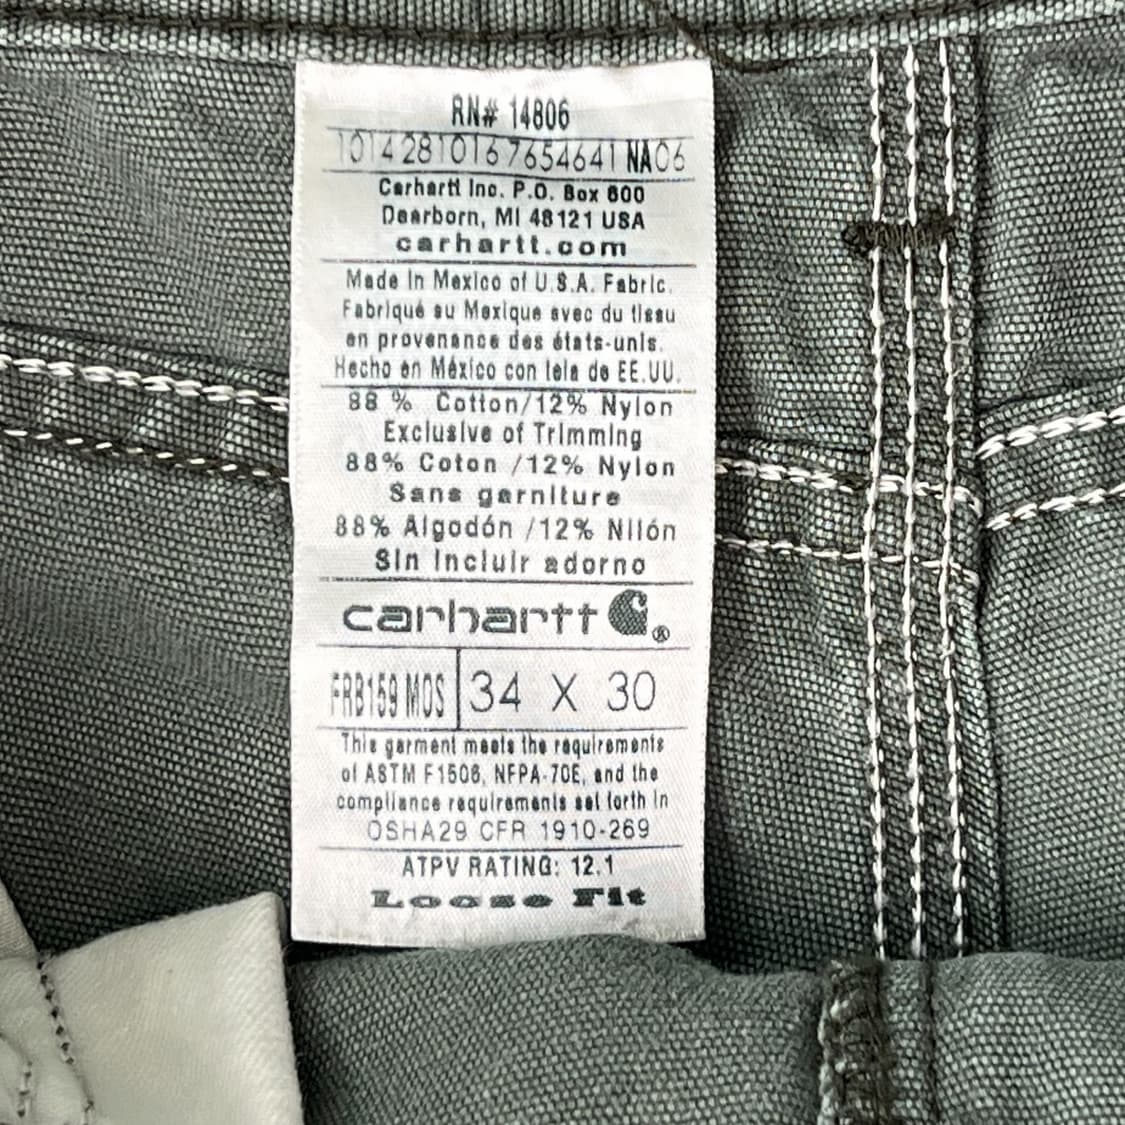 RN# 14806
10142810167654641 NA06
Carhartt Inc. P.O. Box 600
Dearborn, MI 48121 USA
carhartt.com
Made in Mexico of U.S.A. Fabric.
Fabriqué au Mexique avec du tissu
en provenance des états-unis.
Hecho en México con tela de EE.UU.
88 % Cotton/12% Nylon
Exclusive of Trimming
88% Coton /12% Nylon
Sans garniture
88% Algodón /12% Nilón
Sin Incluir adorno
carhartt ®
FRB159 MOS 34 X 30
This garment meets the requirements
of ASTM F1506, NFPA-70E, and the
compliance requirements set forth in
OSHA29 CFR 1910-269
ATPV RATING: 12.1
Loose Fit